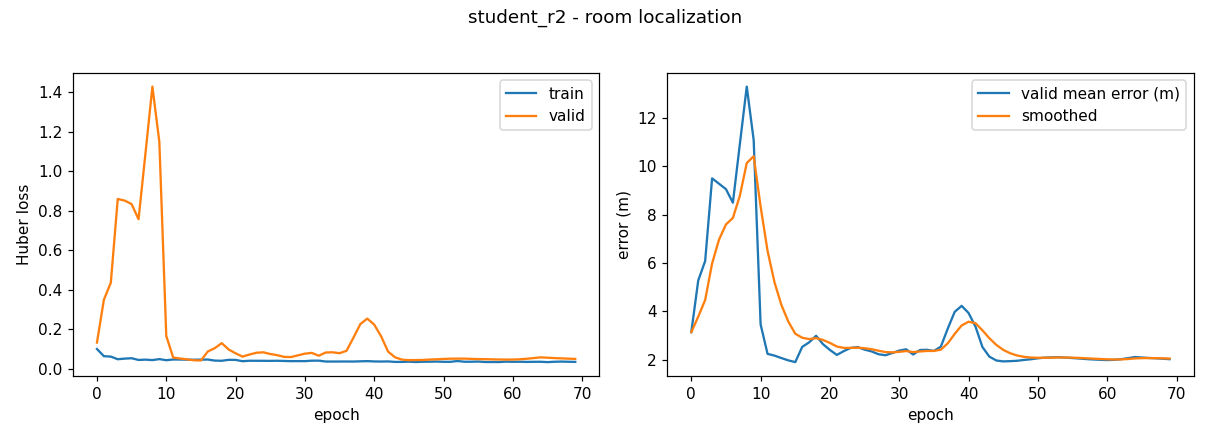 student_r2 - room localization
Huber loss
1.4
1.2
1.0
0.8
0.6
0.4
0.2
0.0
train
valid
0 10 20 30 40 50 60 70
epoch
error (m)
12
10
8
6
4
2
valid mean error (m)
smoothed
0 10 20 30 40 50 60 70
epoch